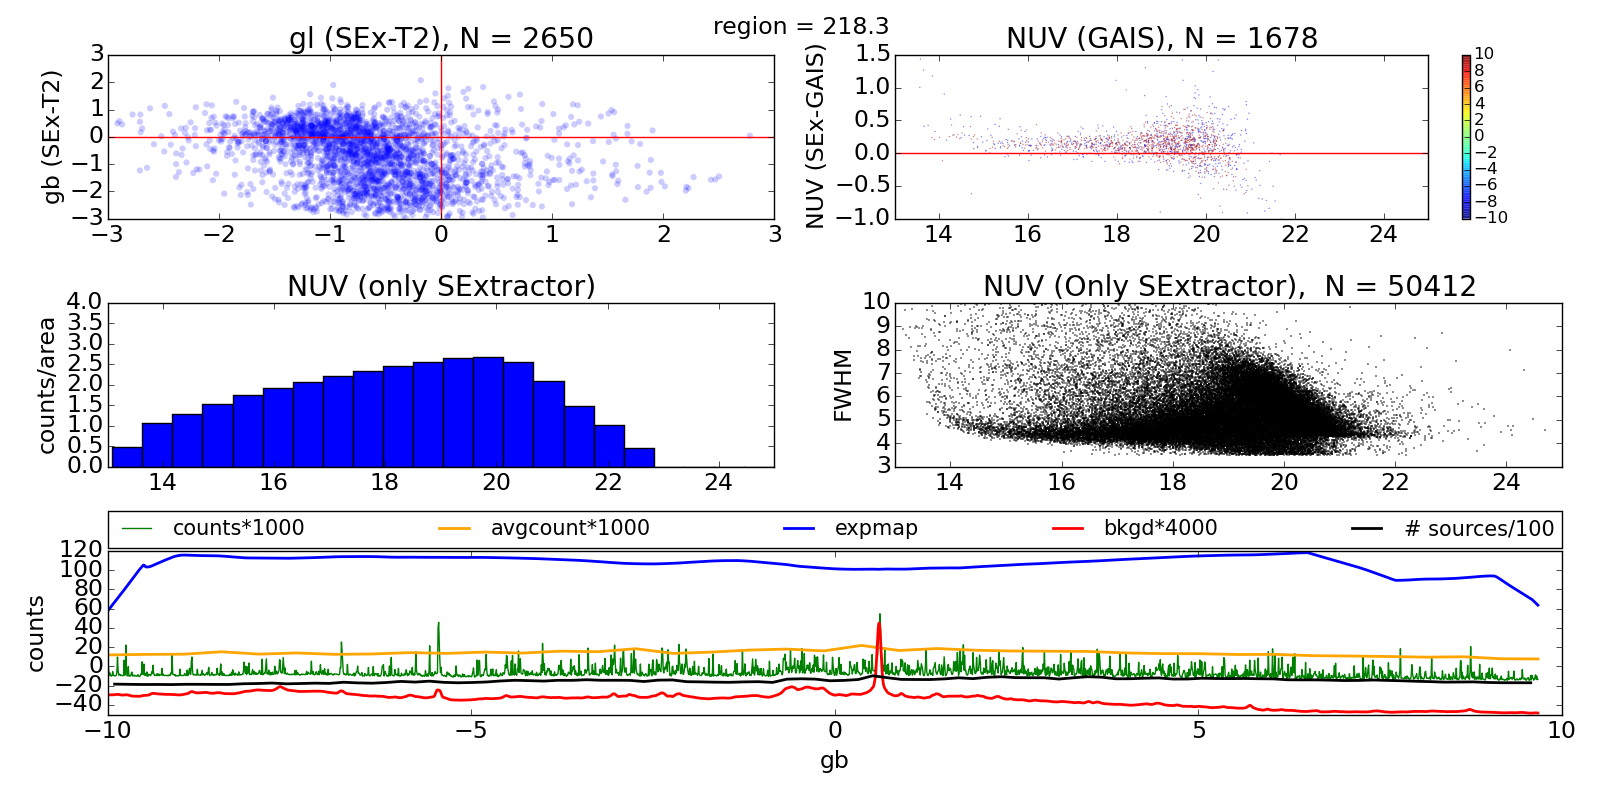 region = 218.3
gl (SEx-T2), N = 2650
gb (SEx-T2)
3
2
1
0
−1
−2
−3
−3 −2 −1 0 1 2 3
NUV (GAIS), N = 1678
NUV (SEx-GAIS)
1.5
1.0
0.5
0.0
−0.5
−1.0
14 16 18 20 22 24
10
8
6
4
2
0
−2
−4
−6
−8
−10
NUV (only SExtractor)
counts/area
4.0
3.5
3.0
2.5
2.0
1.5
1.0
0.5
0.0
14 16 18 20 22 24
NUV (Only SExtractor), N = 50412
FWHM
10
9
8
7
6
5
4
3
14 16 18 20 22 24
counts*1000 avgcount*1000 expmap bkgd*4000 # sources/100
counts
120
100
80
60
40
20
0
−20
−40
−10 −5 0 5 10
gb